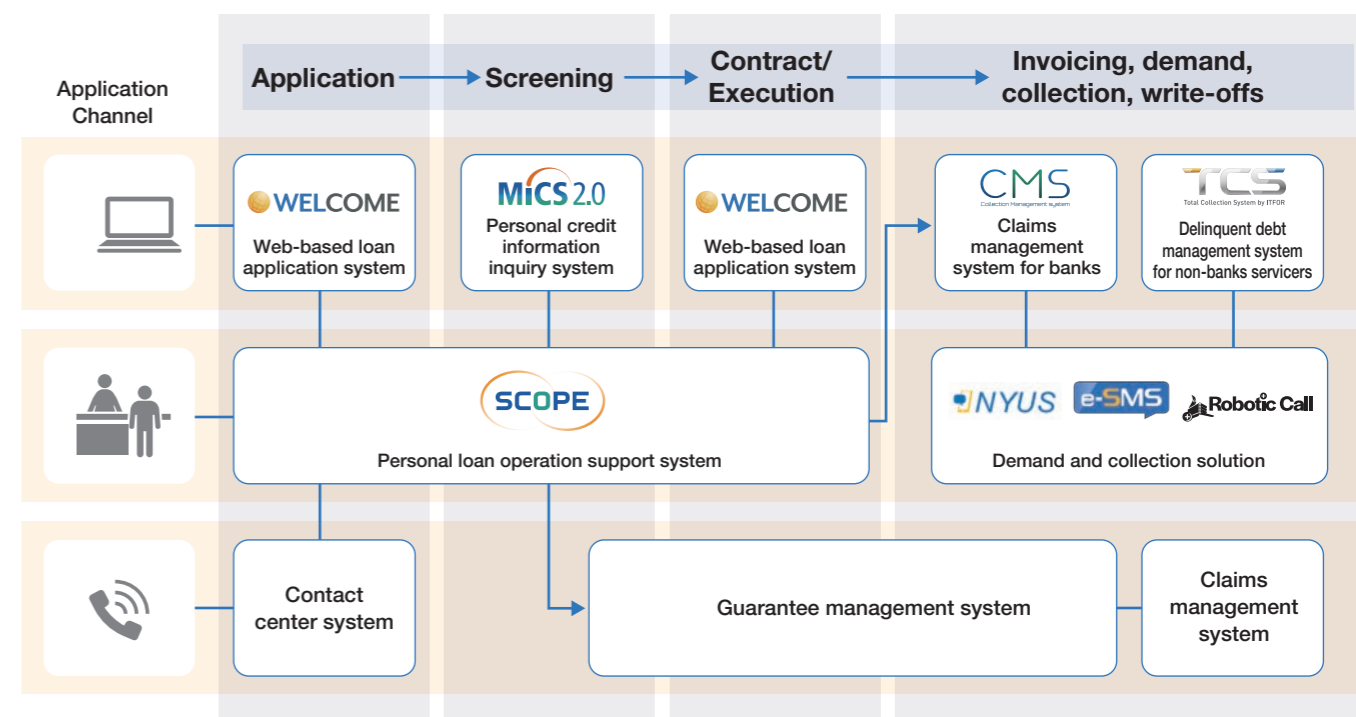 Application
Channel
Application
Screening
Contract/
Execution
Invoicing, demand,
collection, write-offs
WELCOME
Web-based loan
application system
MiCS 2.0
Personal credit
information
inquiry system
WELCOME
Web-based loan
application system
CMS
Collection Management system
Claims
management
system for banks
TCS
Total Collection System by ITFOR
Delinquent debt
management system
for non-banks servicers
SCOPE
Personal loan operation support system
NYUS
e-SMS
Robotic Call
Demand and collection solution
Contact
center system
Guarantee management system
Claims
management
system